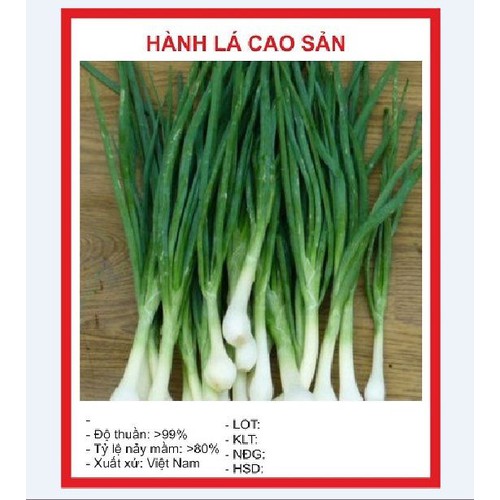 HÀNH LÁ CAO SẢN
-
- Độ thuần: >99%
- Tỷ lệ nảy mầm: >80%
- Xuất xứ: Việt Nam
- LOT:
- KLT:
- NĐG:
- HSD: